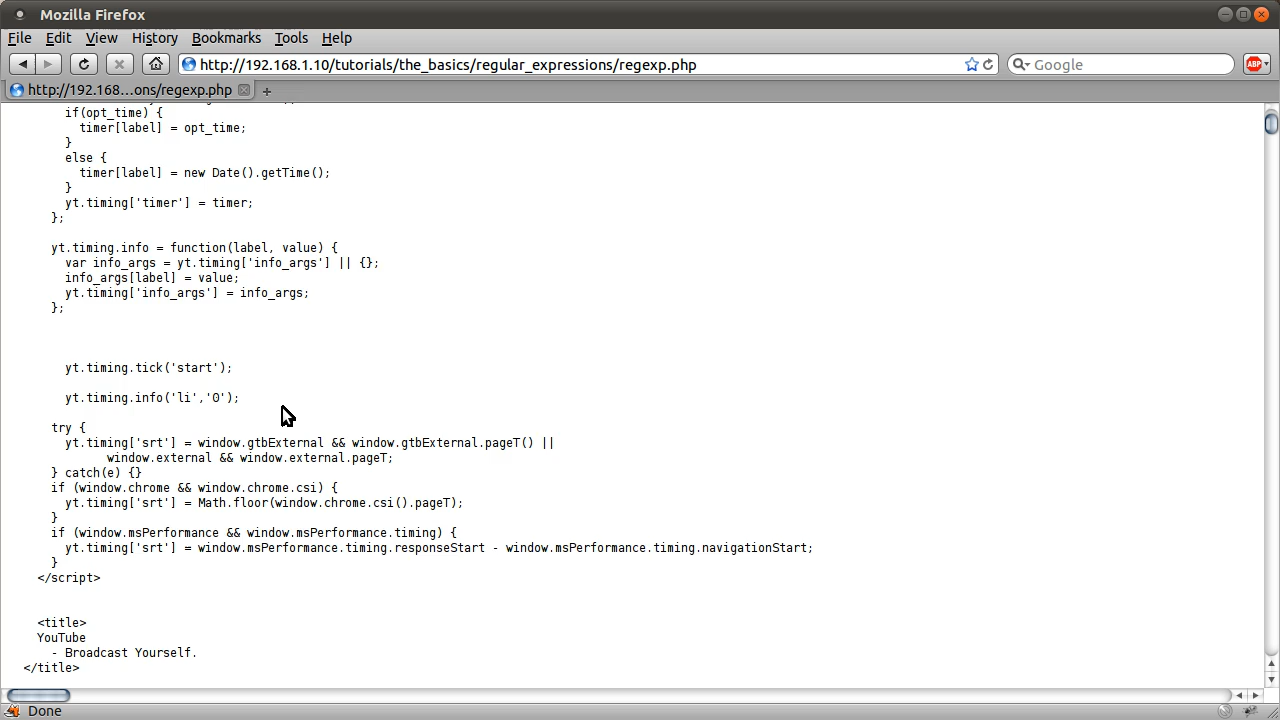 Mozilla Firefox
File Edit View History Bookmarks Tools Help
http://192.168.1.10/tutorials/the_basics/regular_expressions/regexp.php
Google
ABP
http://192.168...ons/regexp.php
if(opt_time) {
timer[label] = opt_time;
}
else {
timer[label] = new Date().getTime();
}
yt.timing['timer'] = timer;
};
yt.timing.info = function(label, value) {
var info_args = yt.timing['info_args'] || {};
info_args[label] = value;
yt.timing['info_args'] = info_args;
};
yt.timing.tick('start');
yt.timing.info('li','0');
try {
yt.timing['srt'] = window.gtbExternal && window.gtbExternal.pageT() ||
window.external && window.external.pageT;
} catch(e) {}
if (window.chrome && window.chrome.csi) {
yt.timing['srt'] = Math.floor(window.chrome.csi().pageT);
}
if (window.msPerformance && window.msPerformance.timing) {
yt.timing['srt'] = window.msPerformance.timing.responseStart - window.msPerformance.timing.navigationStart;
}
</script>
<title>
YouTube
- Broadcast Yourself.
</title>
Done